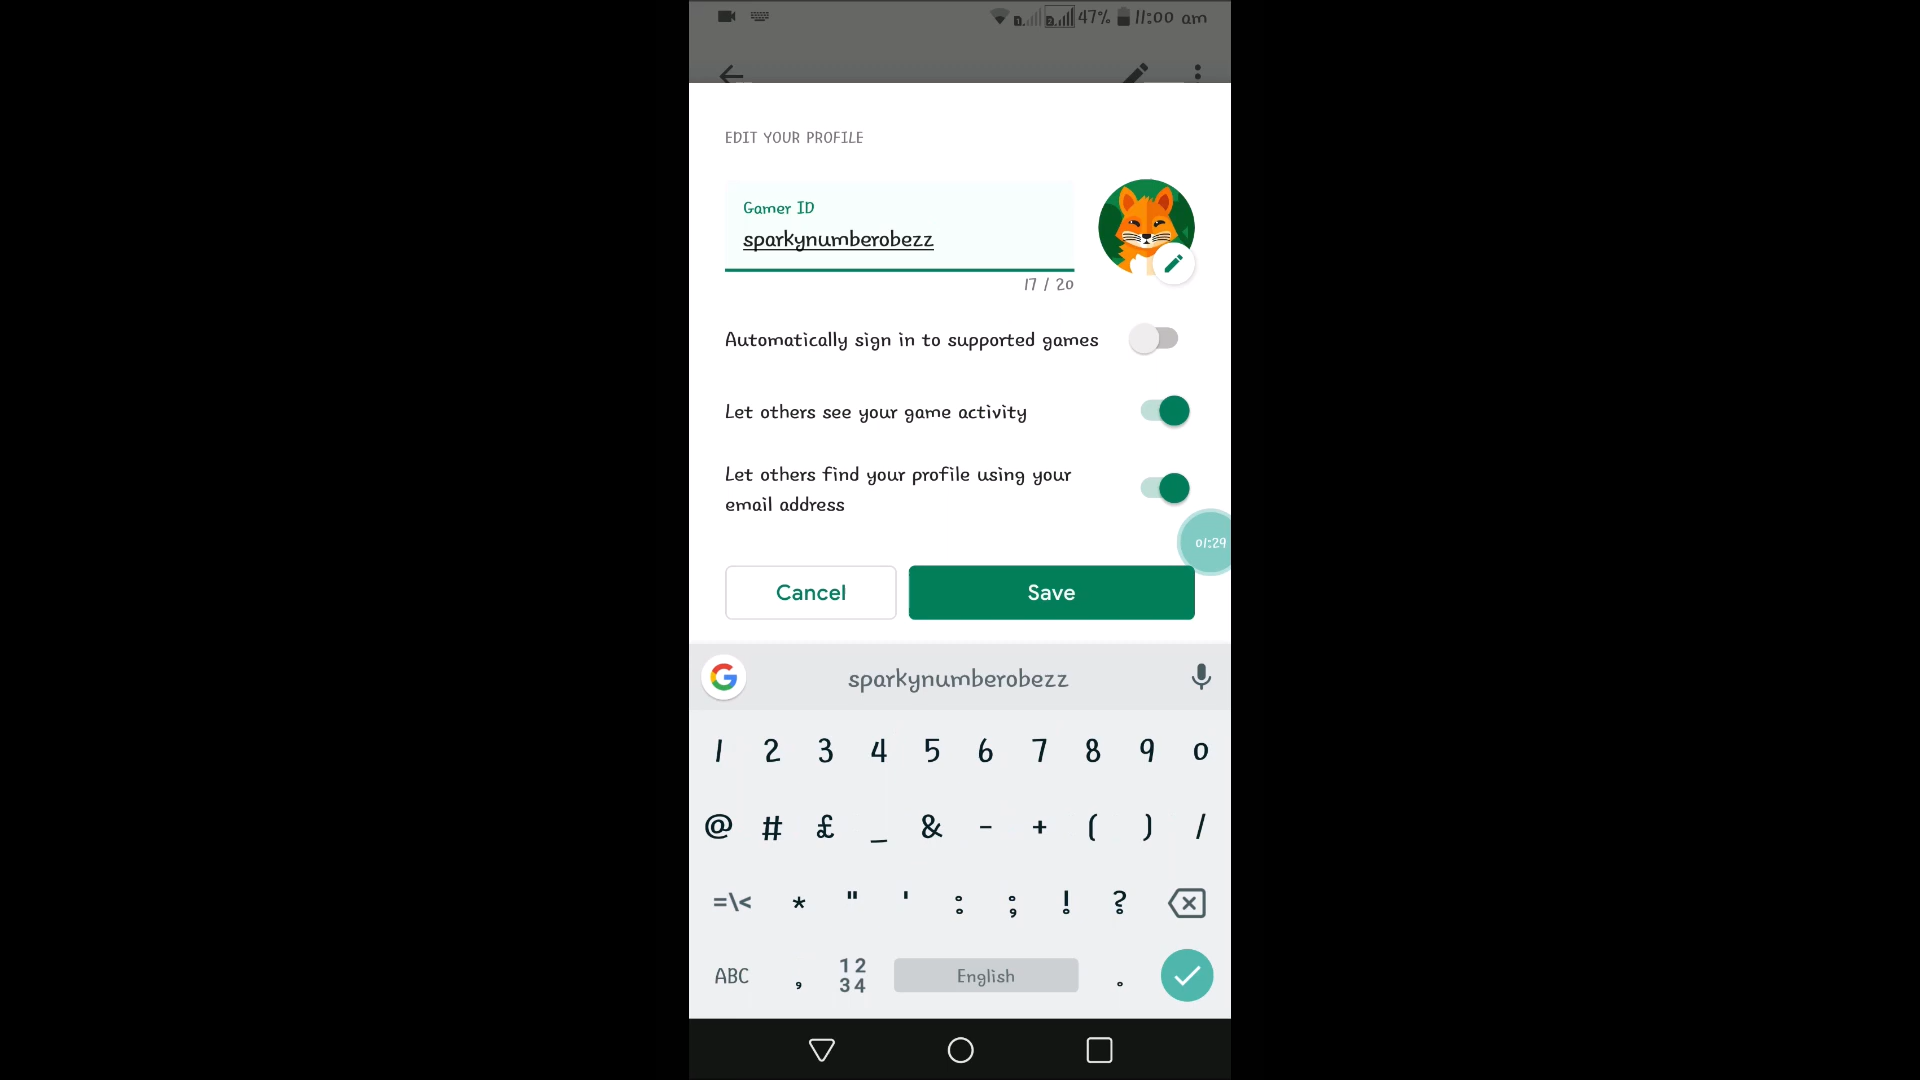 47% 11:00 am
EDIT YOUR PROFILE
Gamer ID
sparkynumberobezz
17 / 20
Automatically sign in to supported games
Let others see your game activity
Let others find your profile using your
email address
01:29
Cancel Save
G sparkynumberobezz
1 2 3 4 5 6 7 8 9 0
@ # £ _ & - + ( ) /
=\< * " ' : ; ! ?
ABC , 12 English .
34